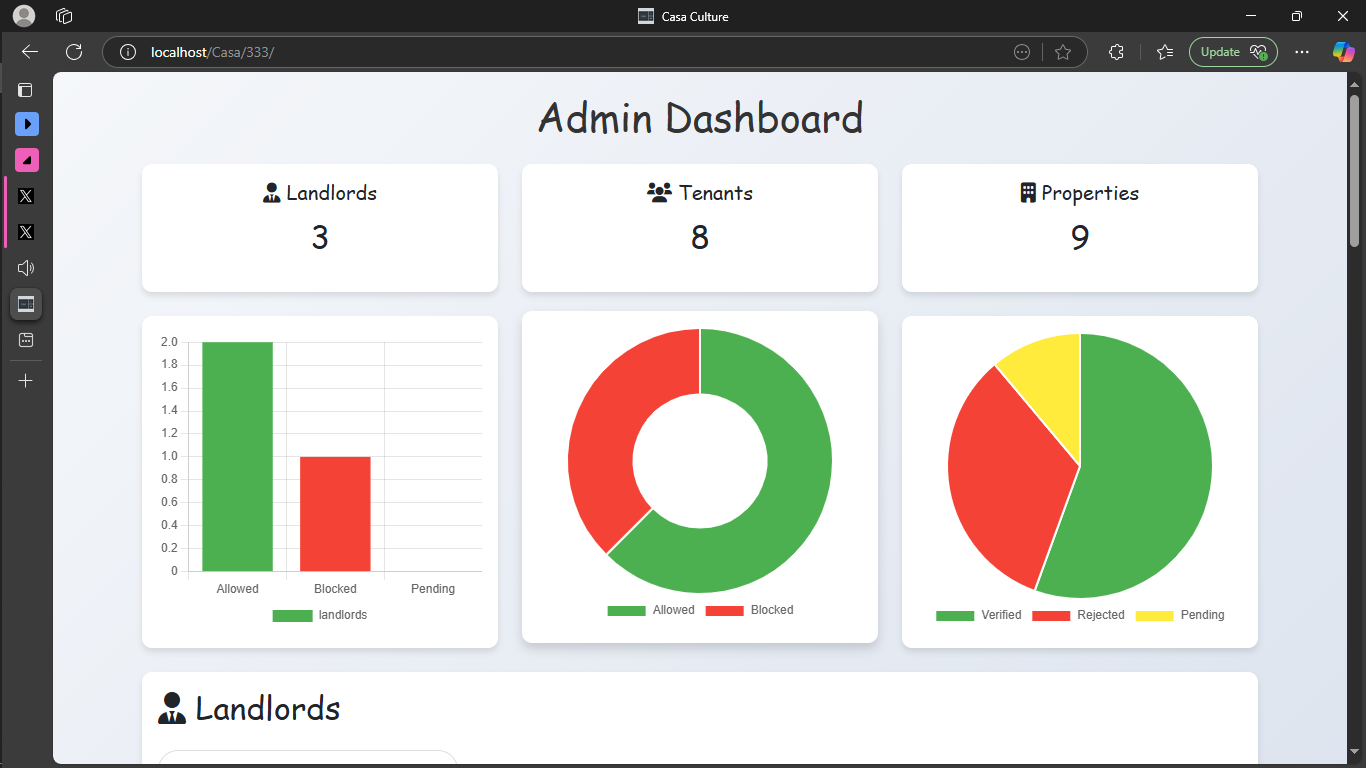 Casa Culture
localhost/Casa/333/
Update
Admin Dashboard
Landlords
3
Tenants
8
Properties
9
2.0
1.8
1.6
1.4
1.2
1.0
0.8
0.6
0.4
0.2
0
Allowed Blocked Pending
landlords
Allowed Blocked
Verified Rejected Pending
Landlords